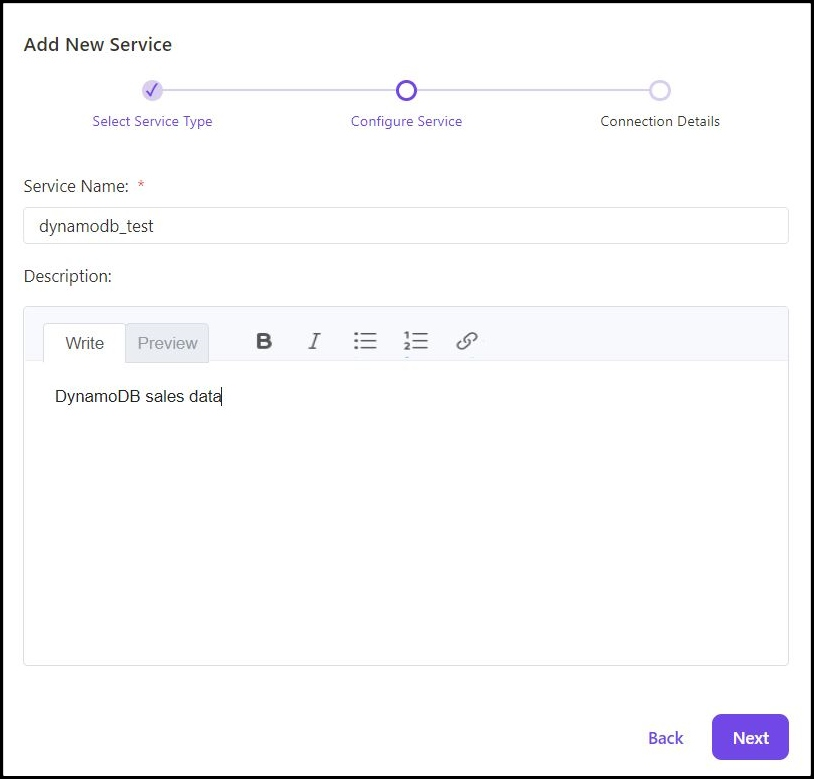 Add New Service
Select Service Type
Configure Service
Connection Details
Service Name: *
dynamodb_test
Description:
Write Preview B I
DynamoDB sales data
Back Next